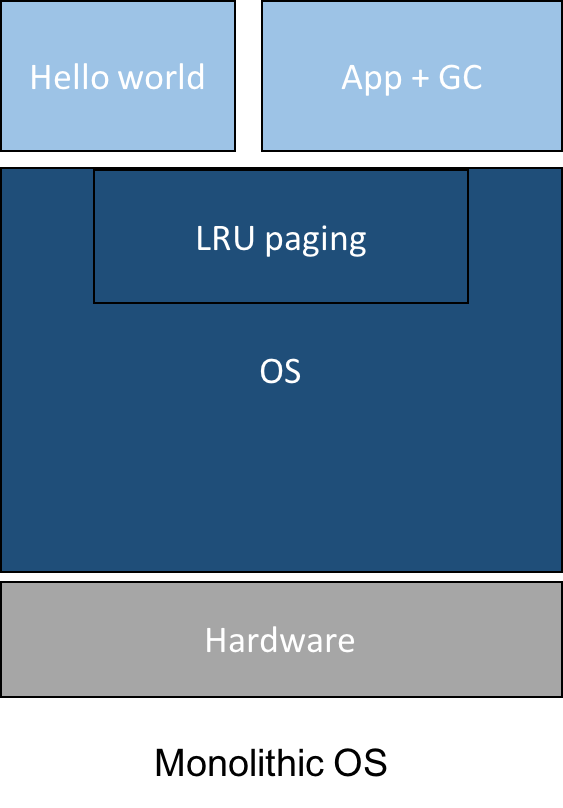 Hello world
App + GC
LRU paging
OS
Hardware
Monolithic OS